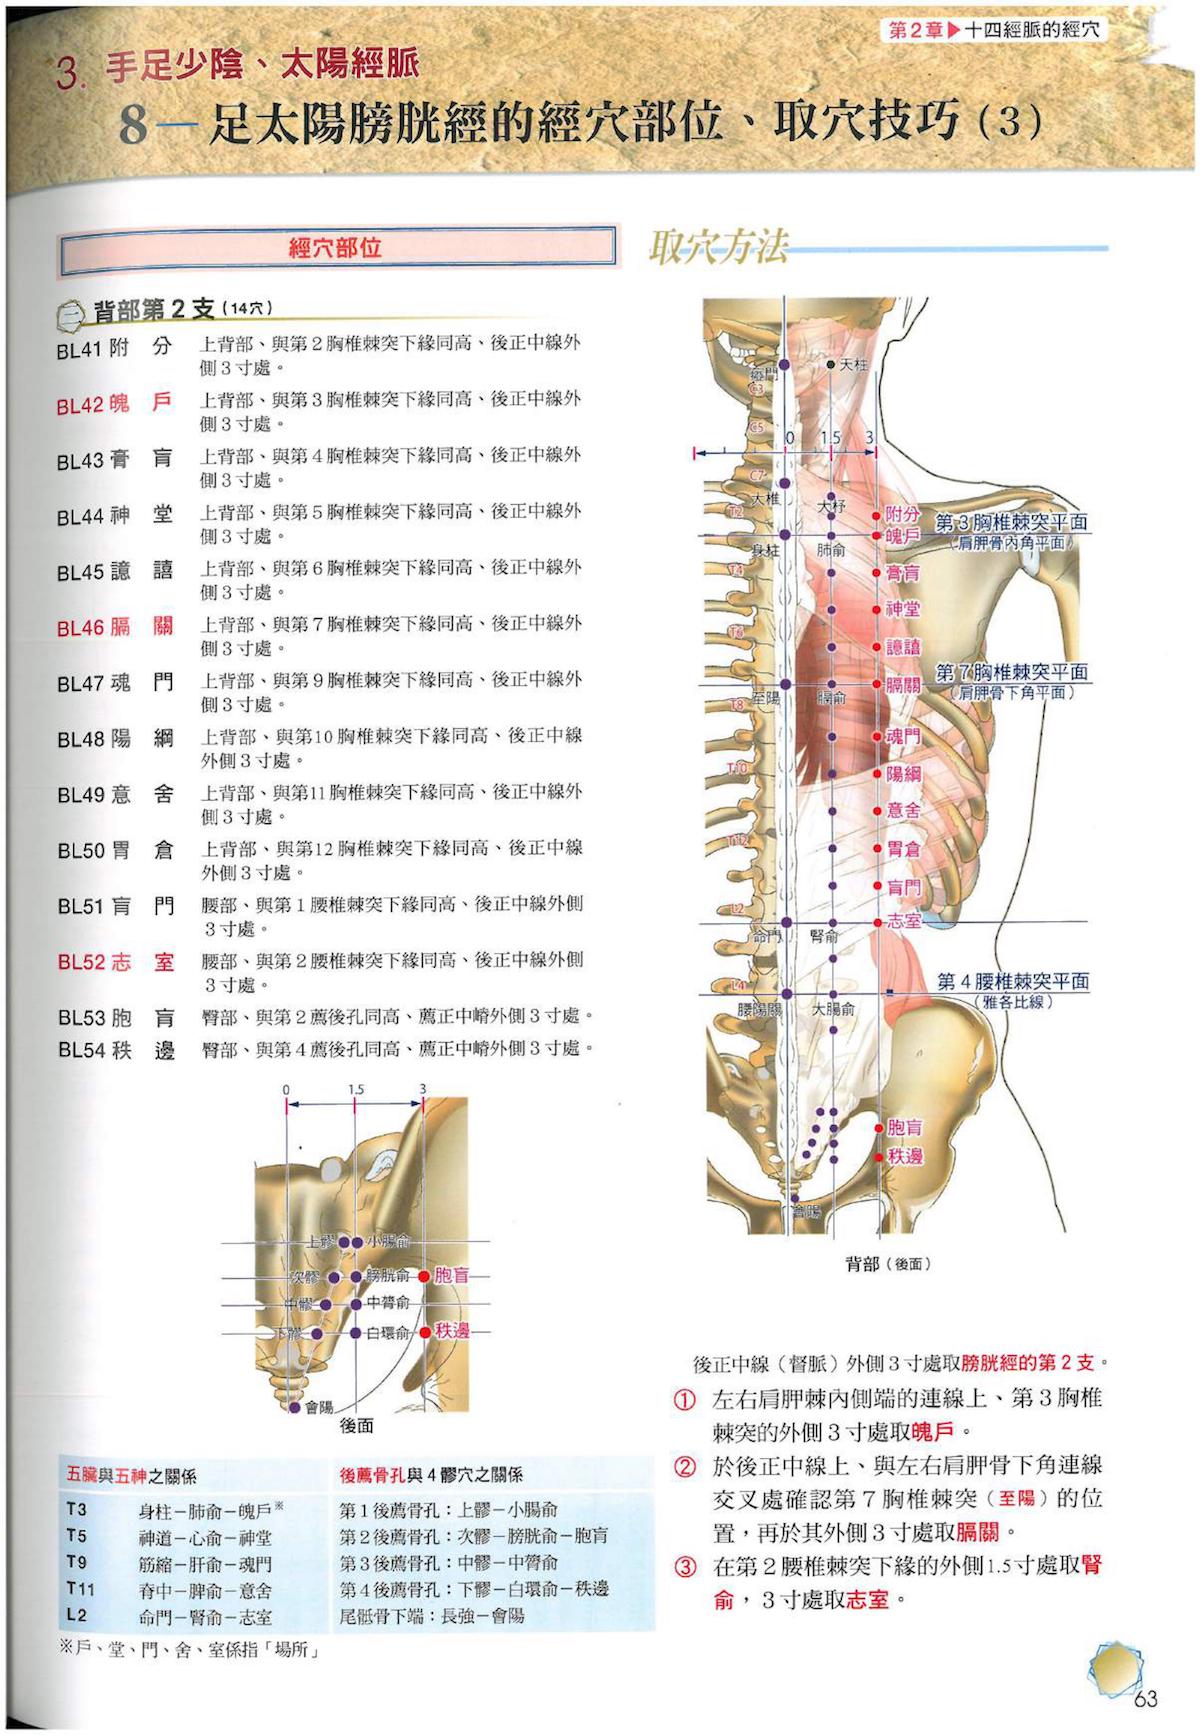 第2章▶十四經脈的經穴
3. 手足少陰、太陽經脈
8— 足太陽膀胱經的經穴部位、取穴技巧(3)
經穴部位
三 背部第2支(14穴)
BL41 附 分 上背部、與第2胸椎棘突下緣同高、後正中線外
側3寸處。
BL42 魄 戶 上背部、與第3胸椎棘突下緣同高、後正中線外
側3寸處。
BL43 膏 肓 上背部、與第4胸椎棘突下緣同高、後正中線外
側3寸處。
BL44 神 堂 上背部、與第5胸椎棘突下緣同高、後正中線外
側3寸處。
BL45 譩 譆 上背部、與第6胸椎棘突下緣同高、後正中線外
側3寸處。
BL46 膈 關 上背部、與第7胸椎棘突下緣同高、後正中線外
側3寸處。
BL47 魂 門 上背部、與第9胸椎棘突下緣同高、後正中線外
側3寸處。
BL48 陽 綱 上背部、與第10胸椎棘突下緣同高、後正中線
外側3寸處。
BL49 意 舍 上背部、與第11胸椎棘突下緣同高、後正中線外
側3寸處。
BL50 胃 倉 上背部、與第12胸椎棘突下緣同高、後正中線
外側3寸處。
BL51 肓 門 腰部、與第1腰椎棘突下緣同高、後正中線外側
3寸處。
BL52 志 室 腰部、與第2腰椎棘突下緣同高、後正中線外側
3寸處。
BL53 胞 肓 臀部、與第2薦後孔同高、薦正中嵴外側3寸處。
BL54 秩 邊 臀部、與第4薦後孔同高、薦正中嵴外側3寸處。
0 1.5 3
上髎 小腸俞
次髎 膀胱俞 胞肓
中髎 中膂俞
下髎 白環俞 秩邊
會陽
後面
五臟與五神之關係
T3 身柱－肺俞－魄戶※
T5 神道－心俞－神堂
T9 筋縮－肝俞－魂門
T11 脊中－脾俞－意舍
L2 命門－腎俞－志室
後薦骨孔與4髎穴之關係
第1後薦骨孔：上髎－小腸俞
第2後薦骨孔：次髎－膀胱俞－胞肓
第3後薦骨孔：中髎－中膂俞
第4後薦骨孔：下髎－白環俞－秩邊
尾骶骨下端：長強－會陽
※戶、堂、門、舍、室係指「場所」
取穴方法
瘂門 天柱
C3
C5
0 1.5 3
C7
大椎 大杼
T2 附分 第3胸椎棘突平面
魄戶 (肩胛骨內角平面)
身柱 肺俞
T4 膏肓
神堂
T6 譩譆
第7胸椎棘突平面
膈關 (肩胛骨下角平面)
至陽 膈俞
T8
魂門
T10 陽綱
意舍
T12 胃倉
肓門
L2 志室
命門 腎俞
L4 第4腰椎棘突平面
(雅各比線)
腰陽關 大腸俞
胞肓
秩邊
會陽
背部(後面)
後正中線(督脈)外側3寸處取膀胱經的第2支。
① 左右肩胛棘內側端的連線上、第3胸椎
棘突的外側3寸處取魄戶。
② 於後正中線上、與左右肩胛骨下角連線
交叉處確認第7胸椎棘突(至陽)的位
置，再於其外側3寸處取膈關。
③ 在第2腰椎棘突下緣的外側1.5寸處取腎
俞，3寸處取志室。
63